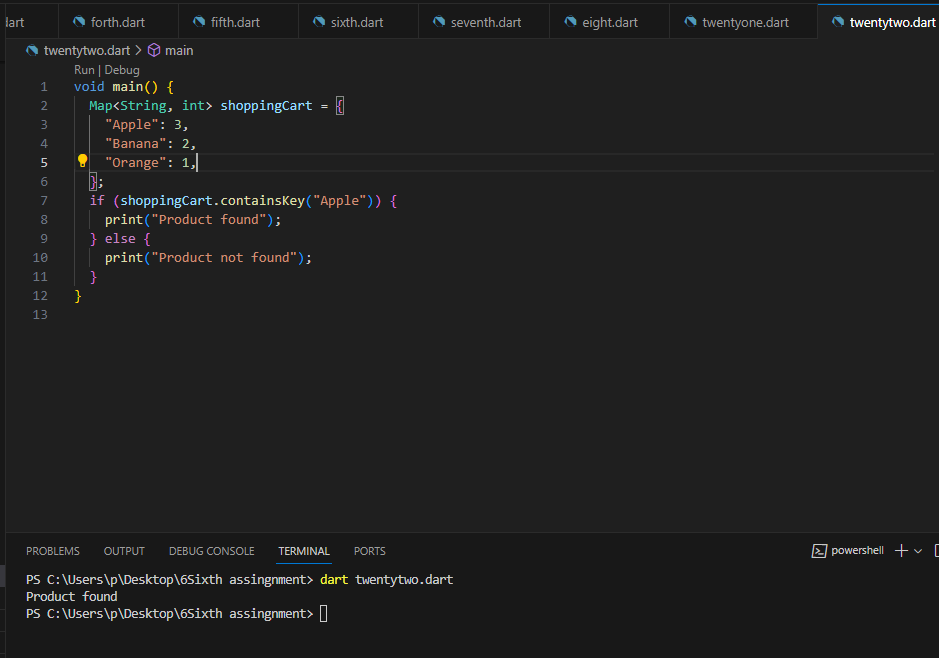 lart forth.dart fifth.dart sixth.dart seventh.dart eight.dart twentyone.dart twentytwo.dart
twentytwo.dart > main
Run | Debug
1 void main() {
2 Map<String, int> shoppingCart = {
3 "Apple": 3,
4 "Banana": 2,
5 "Orange": 1,
6 };
7 if (shoppingCart.containsKey("Apple")) {
8 print("Product found");
9 } else {
10 print("Product not found");
11 }
12 }
13
PROBLEMS OUTPUT DEBUG CONSOLE TERMINAL PORTS powershell
PS C:\Users\p\Desktop\6Sixth assingnment> dart twentytwo.dart
Product found
PS C:\Users\p\Desktop\6Sixth assingnment>